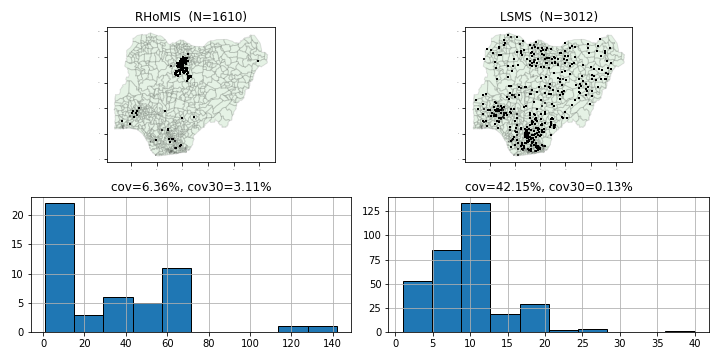 RHoMIS (N=1610)
LSMS (N=3012)
cov=6.36%, cov30=3.11%
cov=42.15%, cov30=0.13%
20
15
10
5
0
0 20 40 60 80 100 120 140
125
100
75
50
25
0
0 5 10 15 20 25 30 35 40